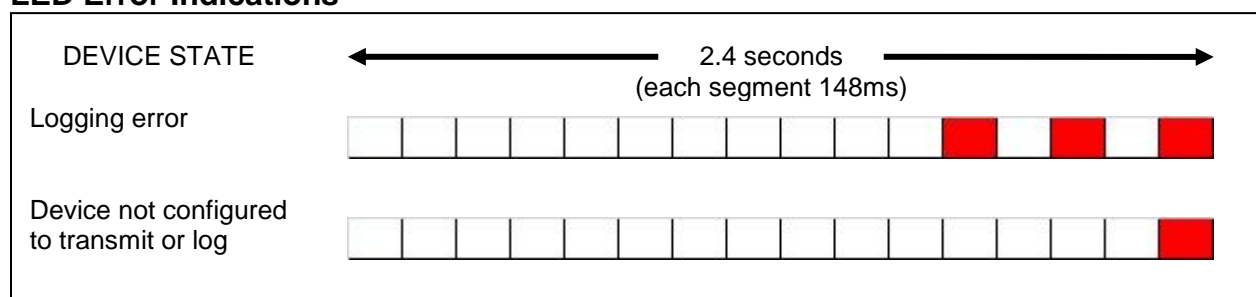 LED Error Indications
DEVICE STATE
2.4 seconds
(each segment 148ms)
Logging error
Device not configured
to transmit or log